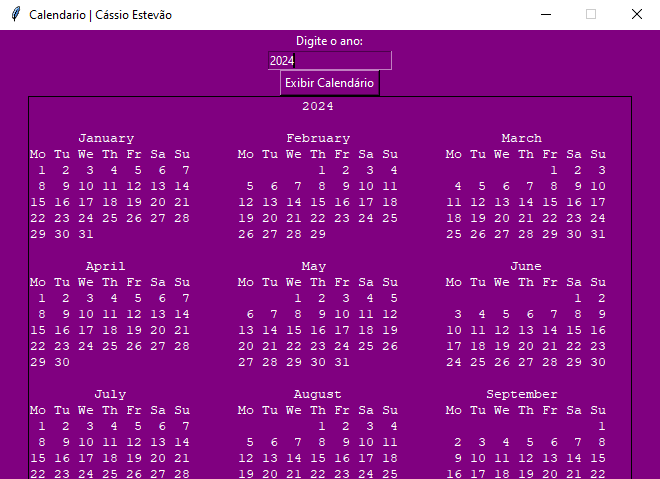 Calendario | Cássio Estevão
Digite o ano:
2024
Exibir Calendário
2024
January February March
Mo Tu We Th Fr Sa Su Mo Tu We Th Fr Sa Su Mo Tu We Th Fr Sa Su
1 2 3 4 5 6 7 1 2 3 4 1 2 3
8 9 10 11 12 13 14 5 6 7 8 9 10 11 4 5 6 7 8 9 10
15 16 17 18 19 20 21 12 13 14 15 16 17 18 11 12 13 14 15 16 17
22 23 24 25 26 27 28 19 20 21 22 23 24 25 18 19 20 21 22 23 24
29 30 31 26 27 28 29 25 26 27 28 29 30 31
April May June
Mo Tu We Th Fr Sa Su Mo Tu We Th Fr Sa Su Mo Tu We Th Fr Sa Su
1 2 3 4 5 6 7 1 2 3 4 5 1 2
8 9 10 11 12 13 14 6 7 8 9 10 11 12 3 4 5 6 7 8 9
15 16 17 18 19 20 21 13 14 15 16 17 18 19 10 11 12 13 14 15 16
22 23 24 25 26 27 28 20 21 22 23 24 25 26 17 18 19 20 21 22 23
29 30 27 28 29 30 31 24 25 26 27 28 29 30
July August September
Mo Tu We Th Fr Sa Su Mo Tu We Th Fr Sa Su Mo Tu We Th Fr Sa Su
1 2 3 4 5 6 7 1 2 3 4 1
8 9 10 11 12 13 14 5 6 7 8 9 10 11 2 3 4 5 6 7 8
15 16 17 18 19 20 21 12 13 14 15 16 17 18 9 10 11 12 13 14 15
22 23 24 25 26 27 28 19 20 21 22 23 24 25 16 17 18 19 20 21 22